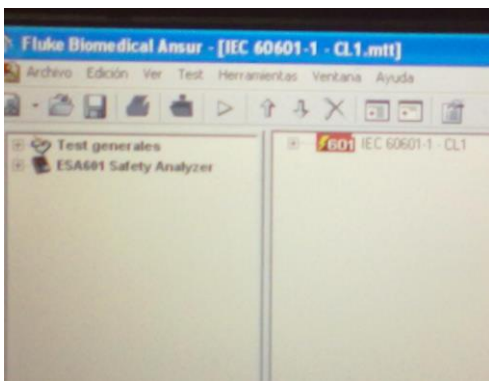 Fluke Biomedical Ansur - [IEC 60601-1 - CL1.mtt]
Archivo Edición Ver Test Herramientas Ventana Ayuda
Test generales
ESA601 Safety Analyzer
601 IEC 60601-1 - CL1